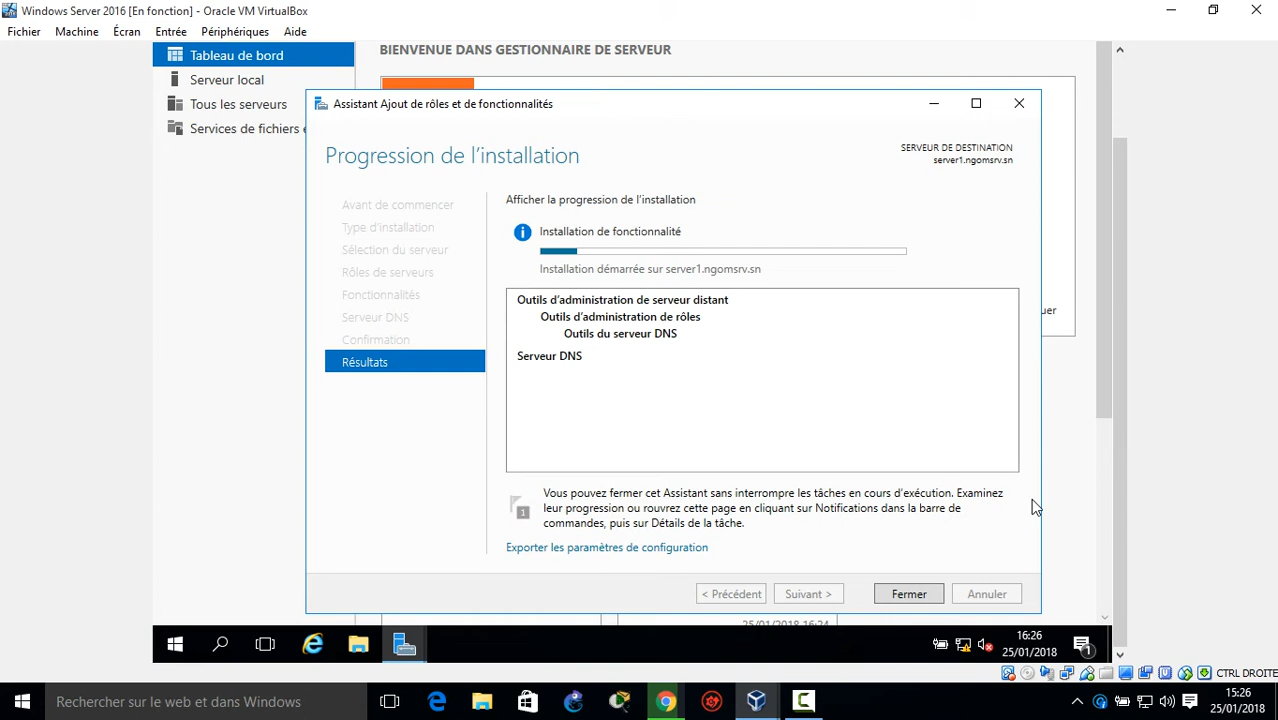 Windows Server 2016 [En fonction] - Oracle VM VirtualBox
Fichier Machine Écran Entrée Périphériques Aide
Tableau de bord
Serveur local
Tous les serveurs
Services de fichiers e
BIENVENUE DANS GESTIONNAIRE DE SERVEUR
Assistant Ajout de rôles et de fonctionnalités
Progression de l'installation
SERVEUR DE DESTINATION
server1.ngomsrv.sn
Avant de commencer
Type d'installation
Sélection du serveur
Rôles de serveurs
Fonctionnalités
Serveur DNS
Confirmation
Résultats
Afficher la progression de l'installation
Installation de fonctionnalité
Installation démarrée sur server1.ngomsrv.sn
Outils d'administration de serveur distant
Outils d'administration de rôles
Outils du serveur DNS
Serveur DNS
uer
1
Vous pouvez fermer cet Assistant sans interrompre les tâches en cours d'exécution. Examinez
leur progression ou rouvrez cette page en cliquant sur Notifications dans la barre de
commandes, puis sur Détails de la tâche.
Exporter les paramètres de configuration
< Précédent Suivant > Fermer Annuler
25/01/2018 16:24
16:26
25/01/2018
1
CTRL DROITE
Rechercher sur le web et dans Windows
15:26
25/01/2018